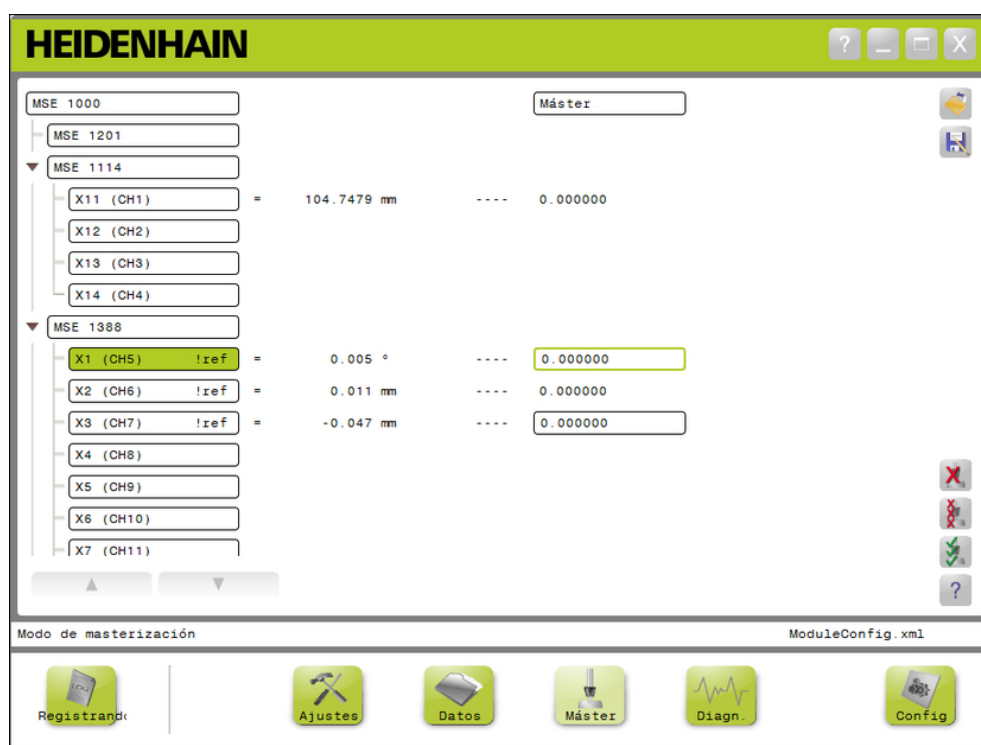 HEIDENHAIN
? _ X
MSE 1000 Máster
MSE 1201
MSE 1114
X11 (CH1) = 104.7479 mm ---- 0.000000
X12 (CH2)
X13 (CH3)
X14 (CH4)
MSE 1388
X1 (CH5) !ref = 0.005 ° ---- 0.000000
X2 (CH6) !ref = 0.011 mm ---- 0.000000
X3 (CH7) !ref = -0.047 mm ---- 0.000000
X4 (CH8)
X5 (CH9)
X6 (CH10)
X7 (CH11)
?
Modo de masterización ModuleConfig.xml
LOG
Registrando Ajustes Datos Máster Diagn. Config